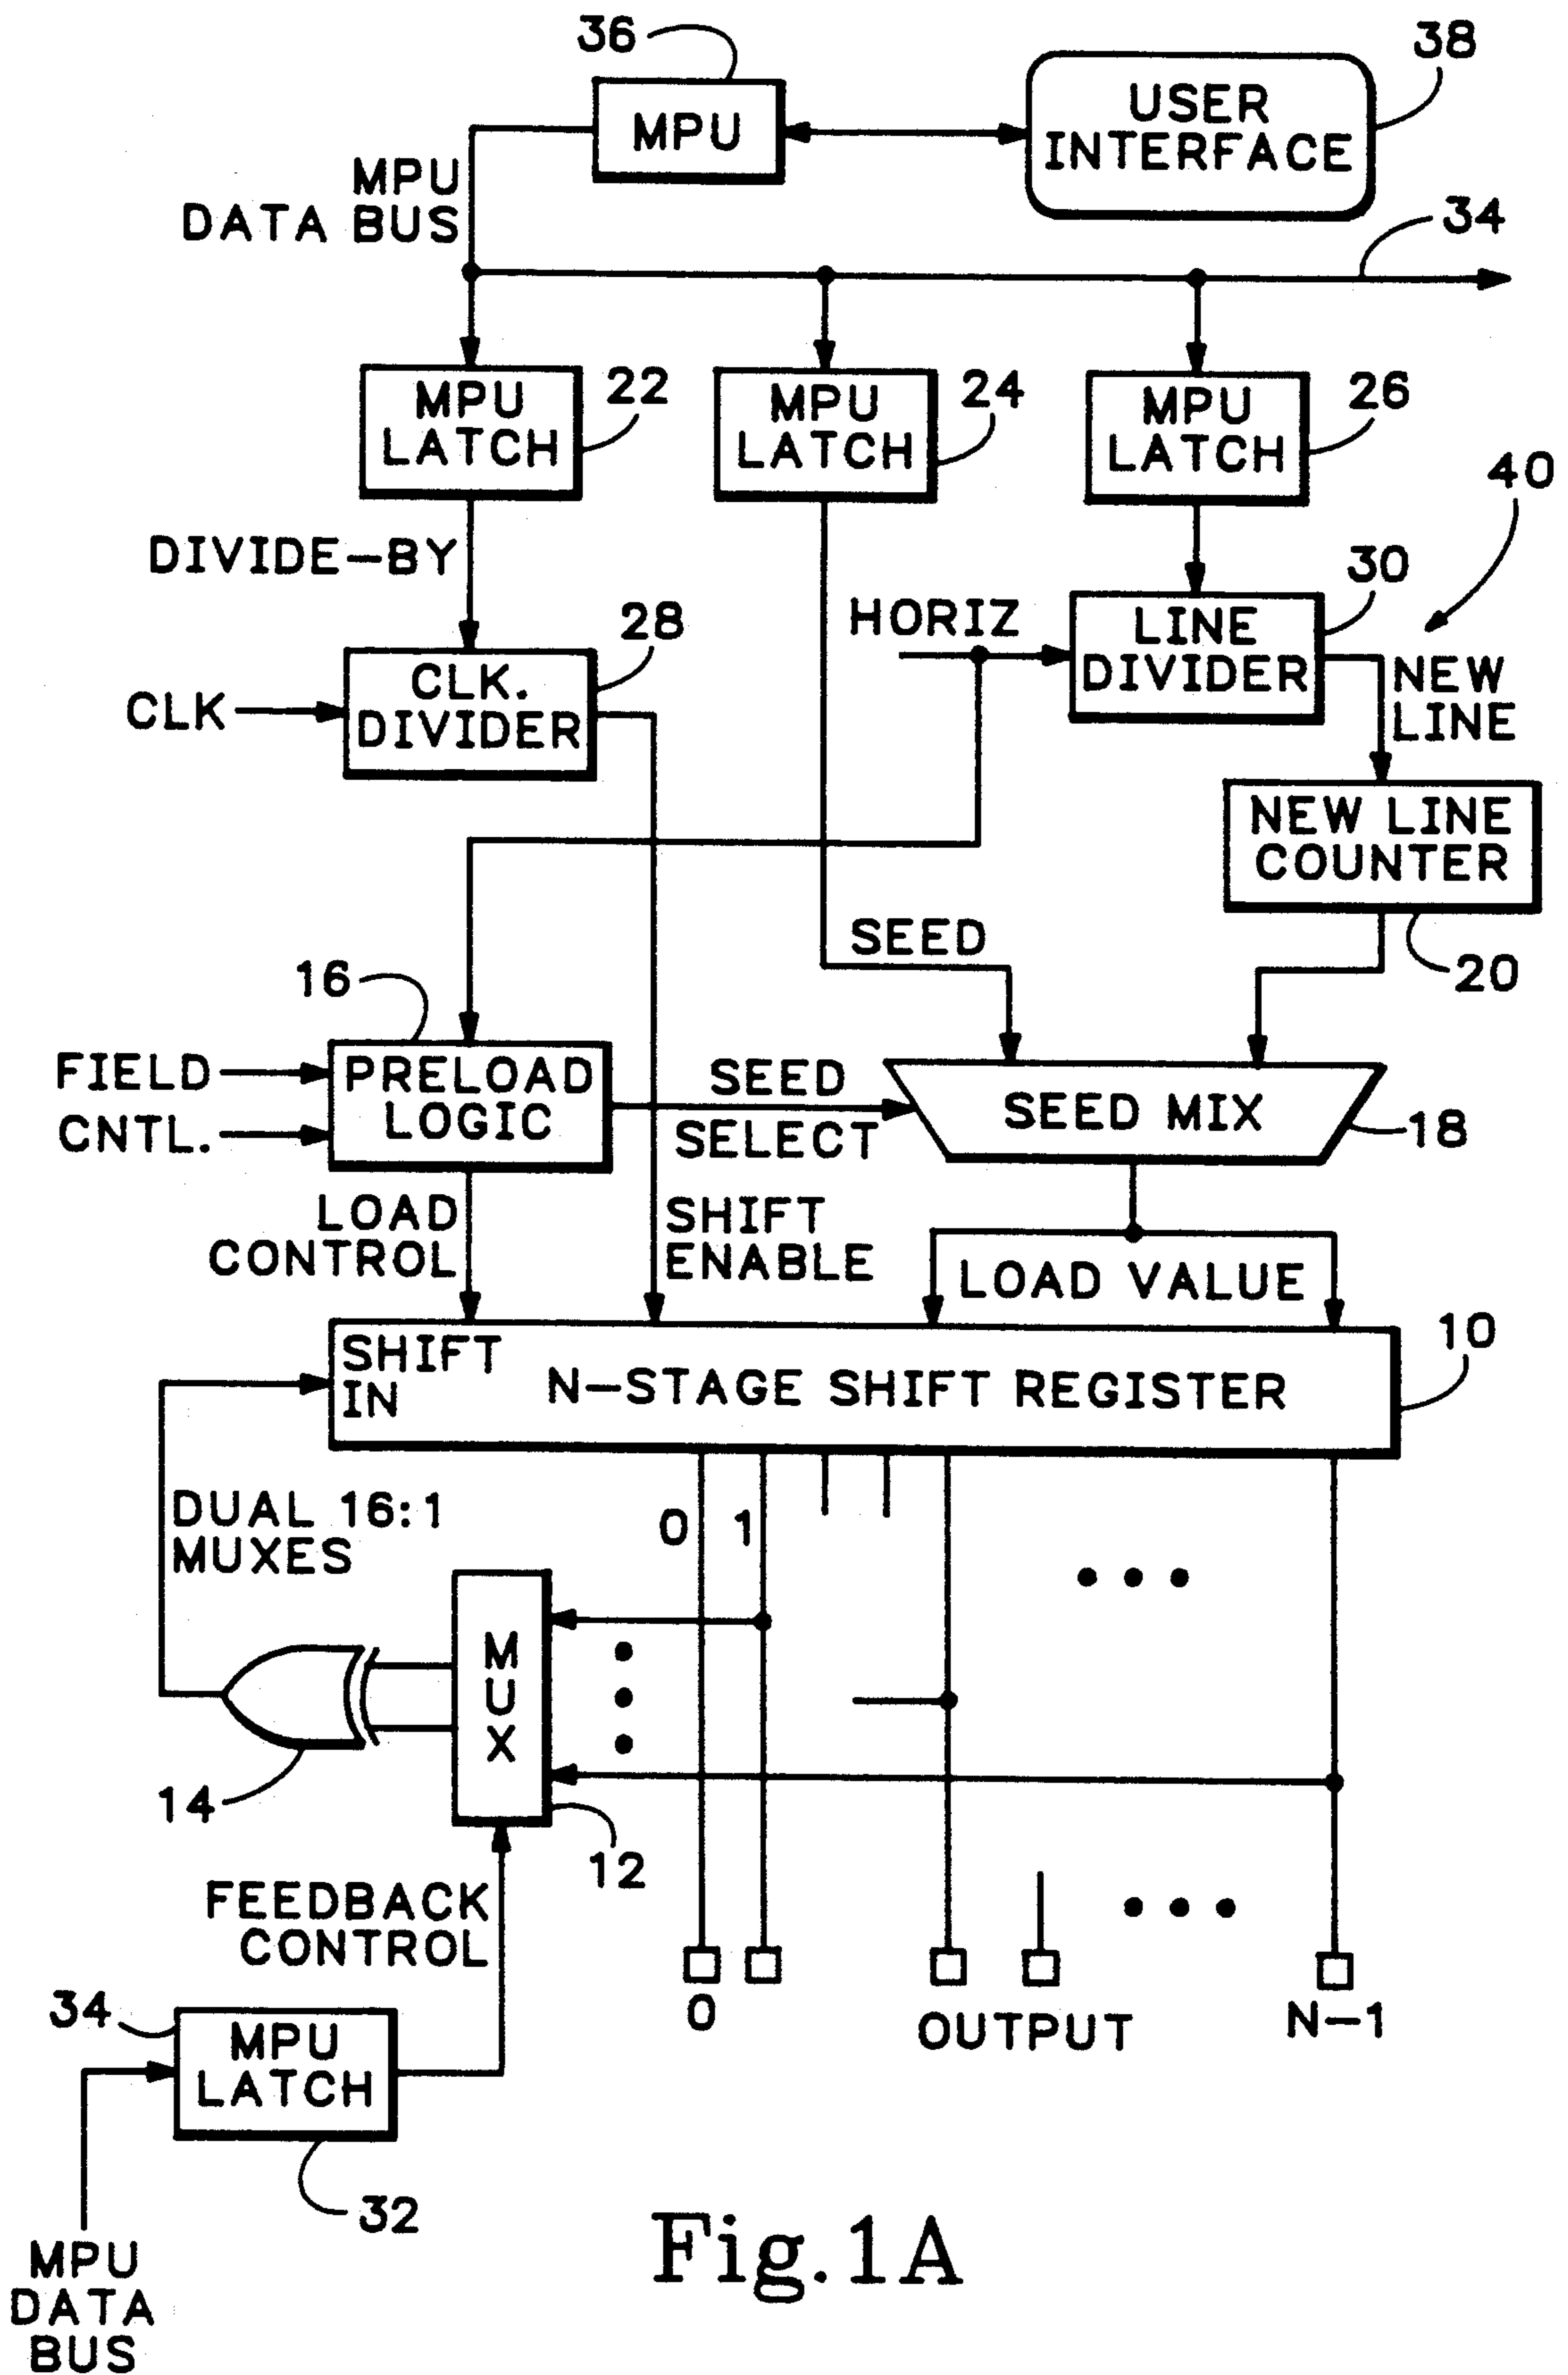 36
38
MPU
USER
INTERFACE
MPU
DATA BUS
34
MPU
LATCH
22
MPU
LATCH
24
MPU
LATCH
26
40
DIVIDE-BY
30
HORIZ
LINE
DIVIDER
28
CLK
CLK.
DIVIDER
NEW
LINE
NEW LINE
COUNTER
SEED
20
16
FIELD
CNTL.
PRELOAD
LOGIC
SEED
SELECT
SEED MIX
18
LOAD
CONTROL
SHIFT
ENABLE
LOAD VALUE
10
SHIFT
IN
N-STAGE SHIFT REGISTER
DUAL 16:1
MUXES
0
1
MUX
14
12
FEEDBACK
CONTROL
0
OUTPUT
N-1
34
MPU
LATCH
32
MPU
DATA
BUS
Fig.1A